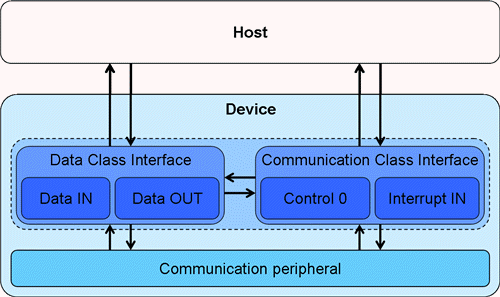 Host
Device
Data Class Interface
Communication Class Interface
Data IN
Data OUT
Control 0
Interrupt IN
Communication peripheral